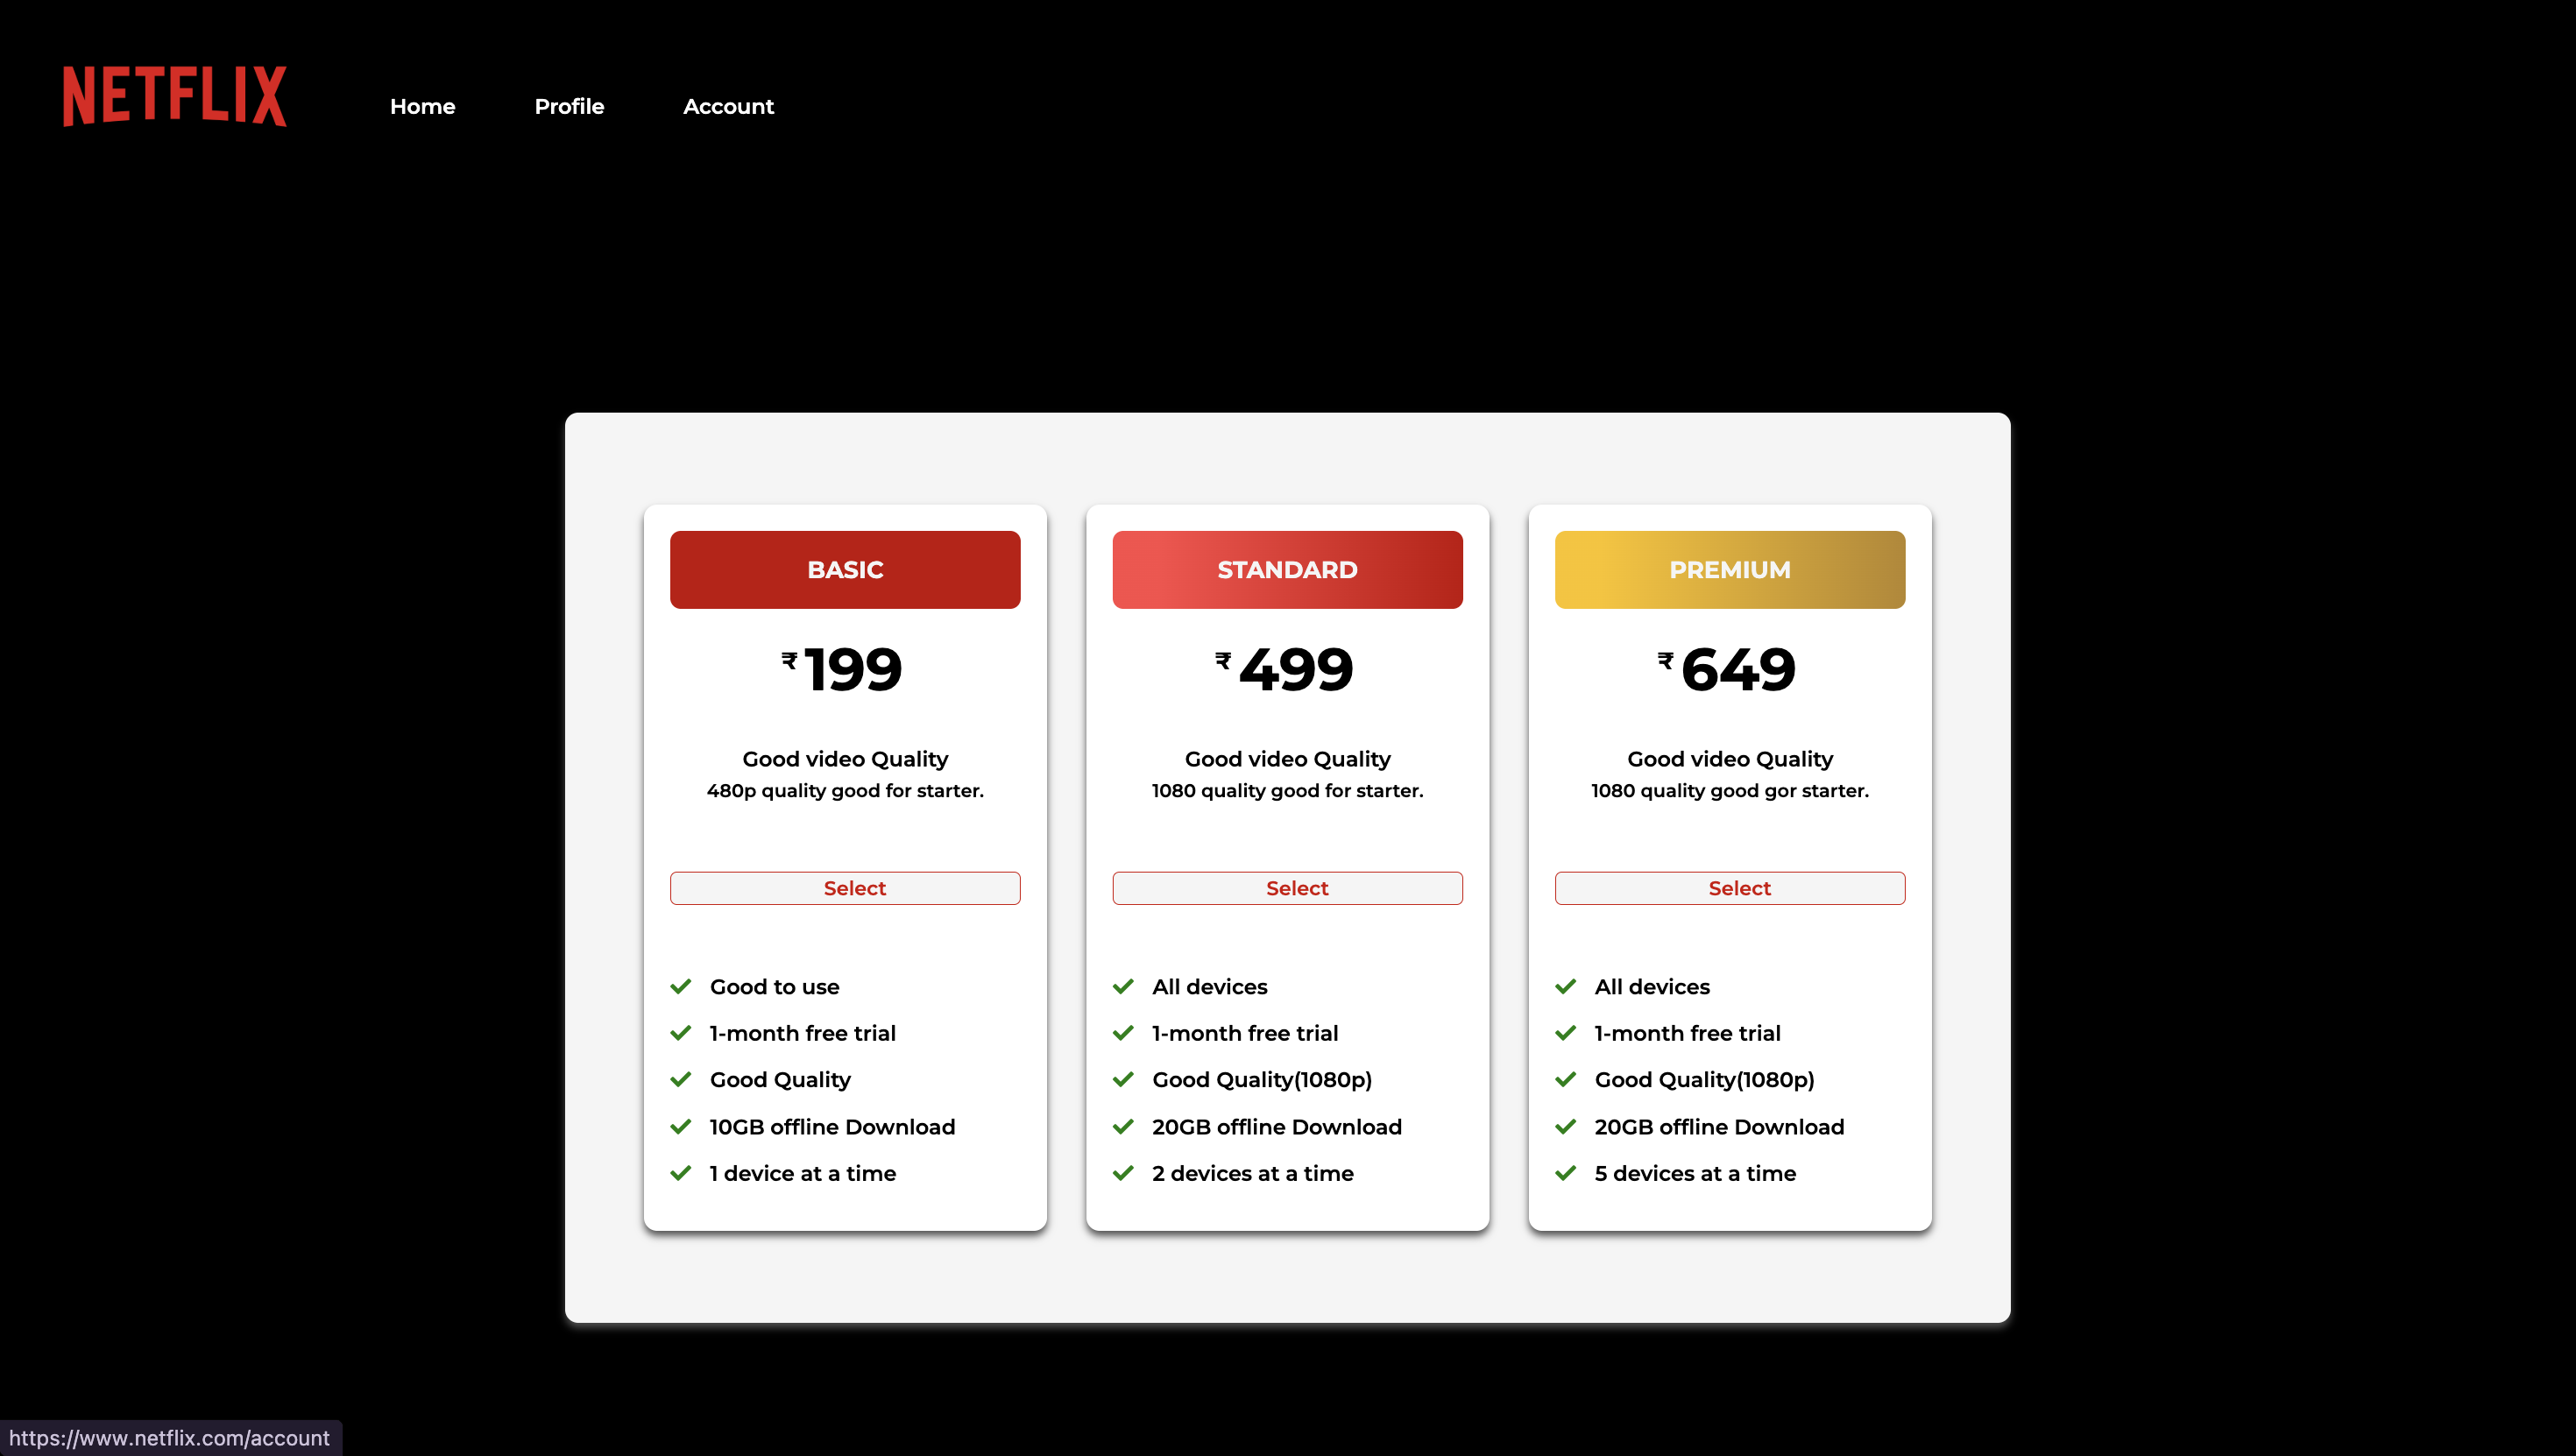 NETFLIX
Home Profile Account
BASIC
₹199
Good video Quality
480p quality good for starter.
Select
Good to use
1-month free trial
Good Quality
10GB offline Download
1 device at a time
STANDARD
₹499
Good video Quality
1080 quality good for starter.
Select
All devices
1-month free trial
Good Quality(1080p)
20GB offline Download
2 devices at a time
PREMIUM
₹649
Good video Quality
1080 quality good gor starter.
Select
All devices
1-month free trial
Good Quality(1080p)
20GB offline Download
5 devices at a time
https://www.netflix.com/account